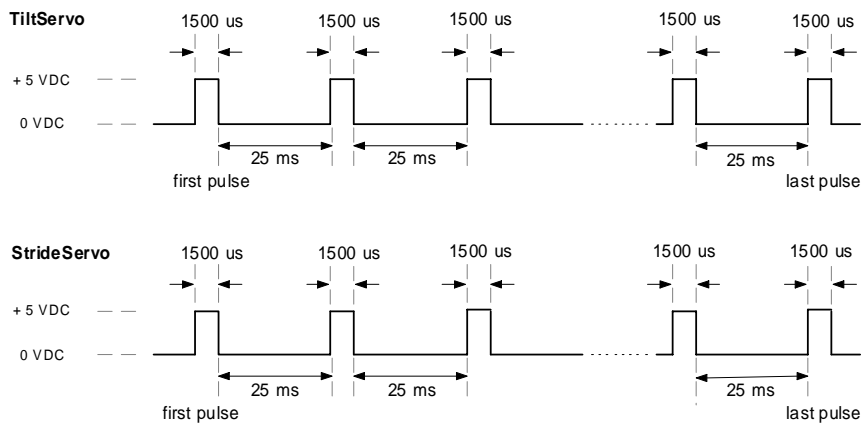 TiltServo
1500 us 1500 us 1500 us 1500 us 1500 us
+ 5 VDC
0 VDC
25 ms 25 ms 25 ms
first pulse last pulse
StrideServo
1500 us 1500 us 1500 us 1500 us 1500 us
+ 5 VDC
0 VDC
25 ms 25 ms 25 ms
first pulse last pulse